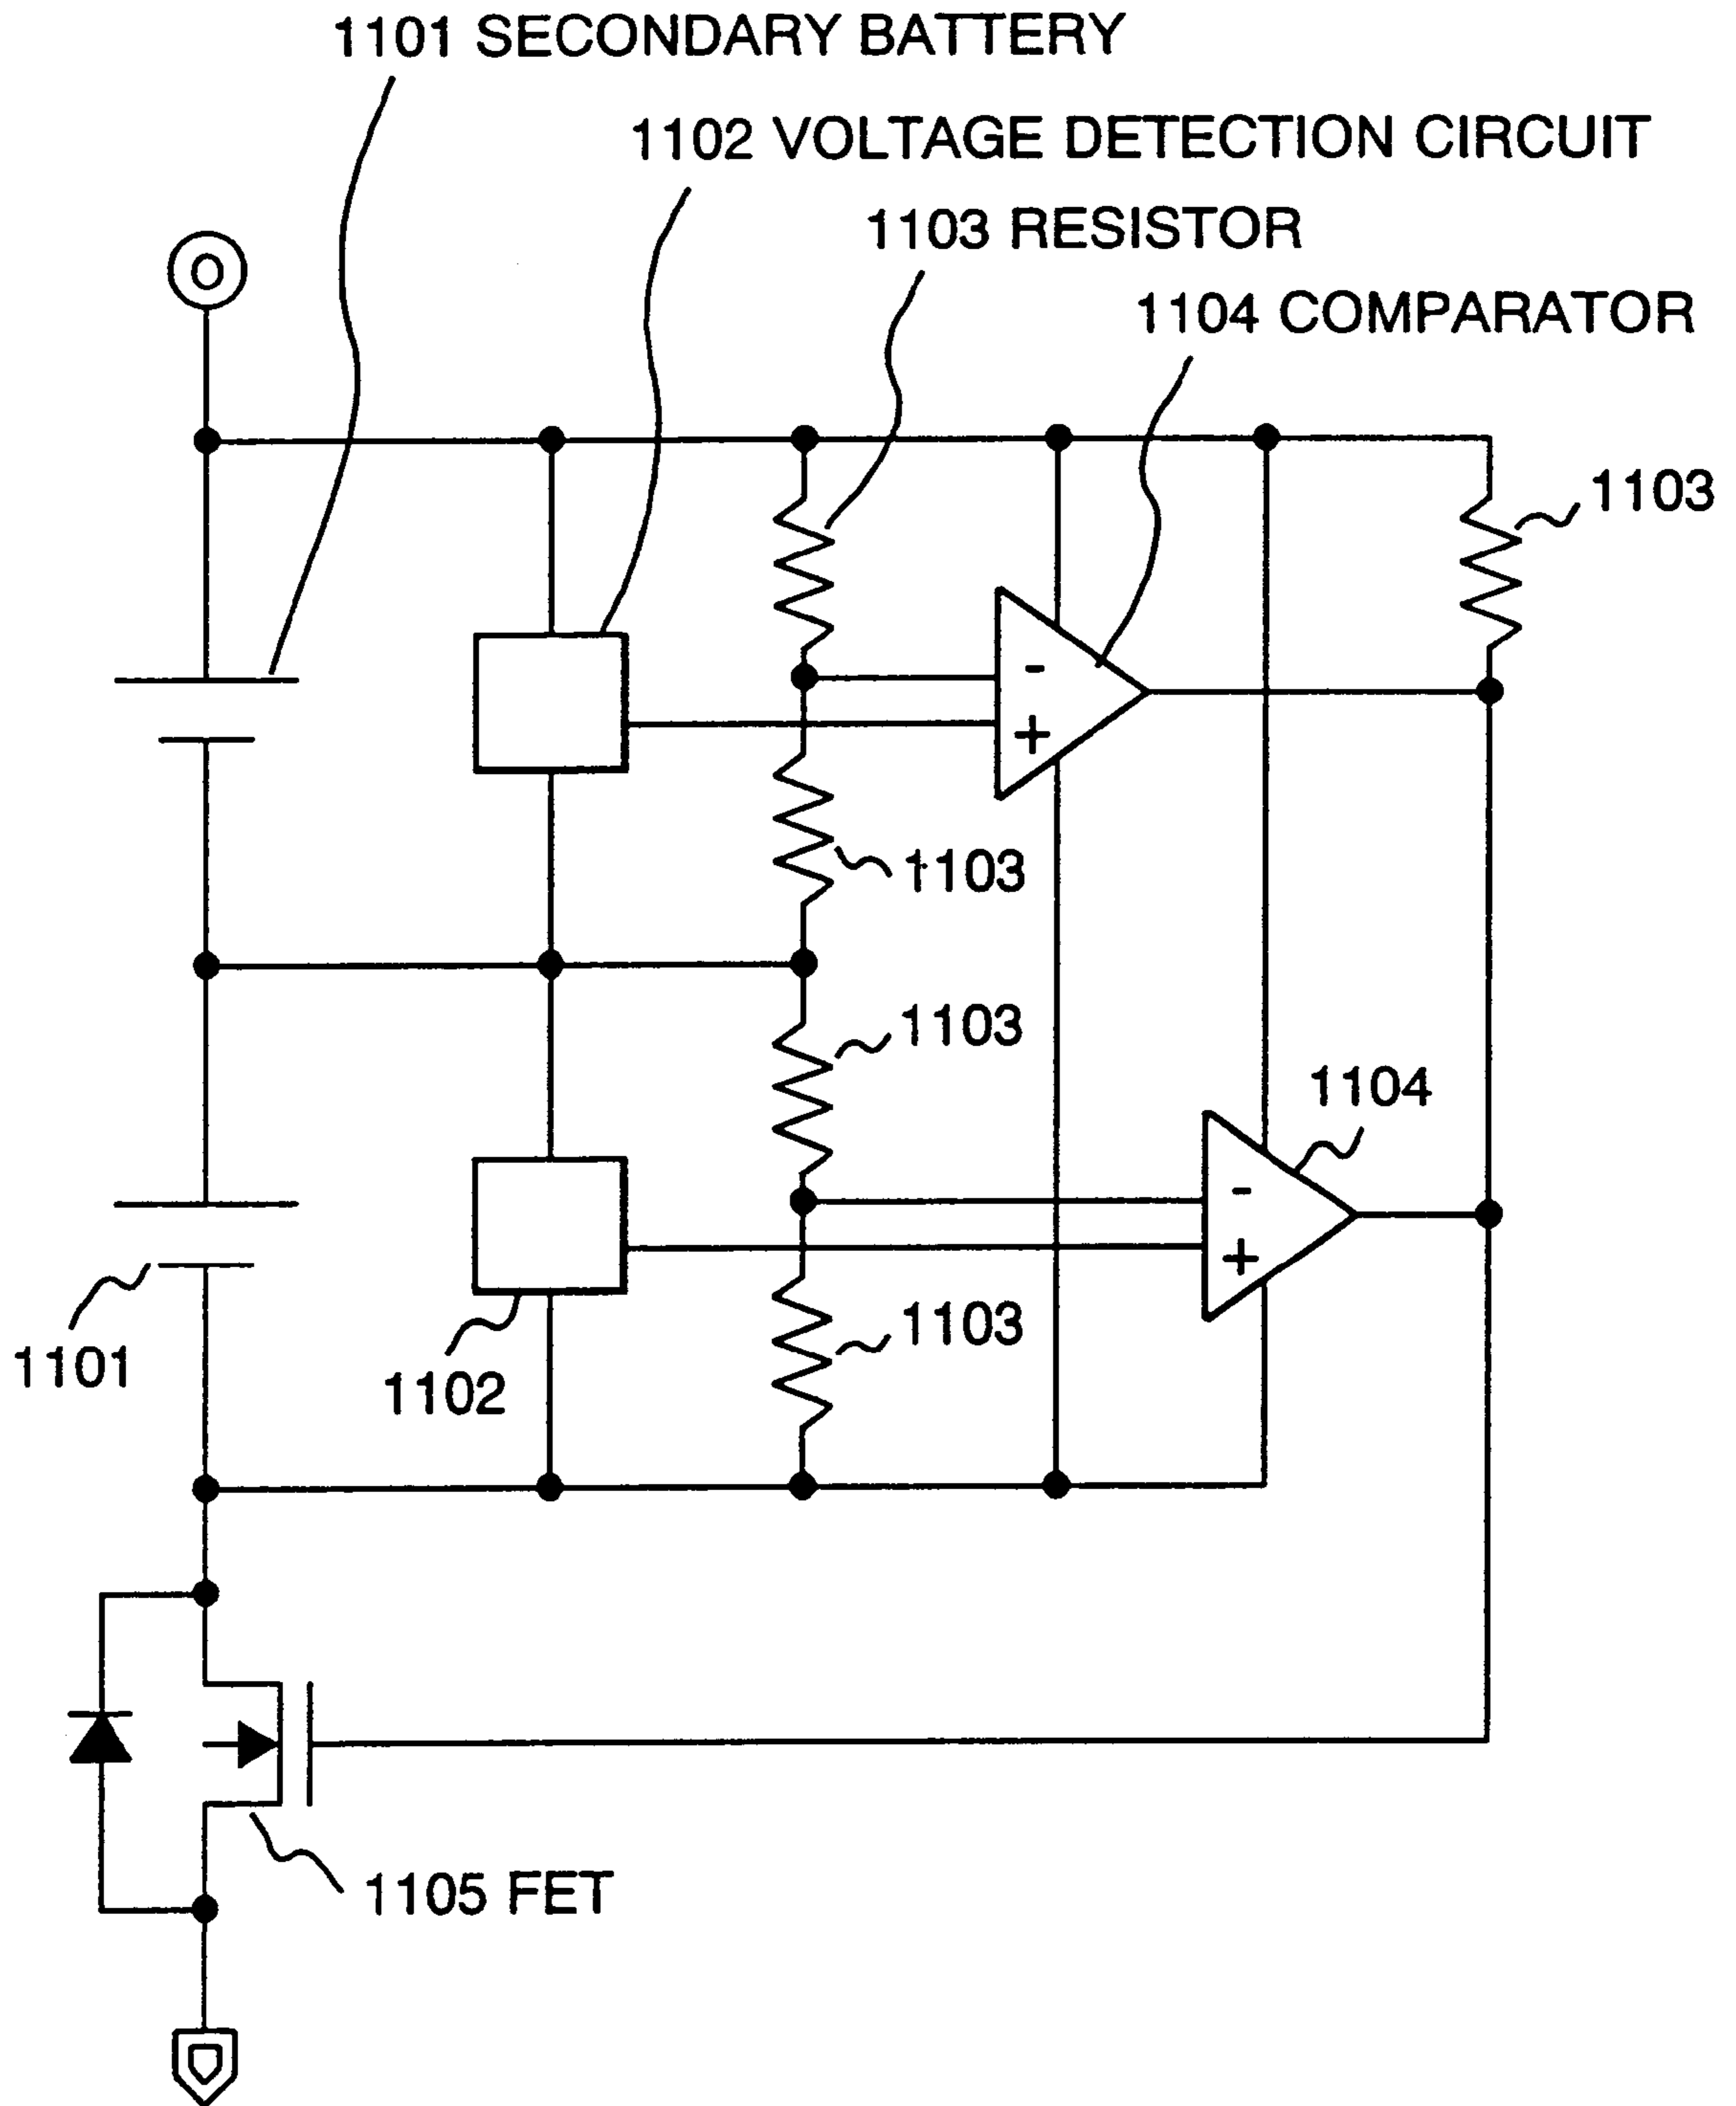 1101 SECONDARY BATTERY
1102 VOLTAGE DETECTION CIRCUIT
1103 RESISTOR
1104 COMPARATOR
1103
-
+
1103
1103
1104
-
+
1103
1101
1102
1105 FET